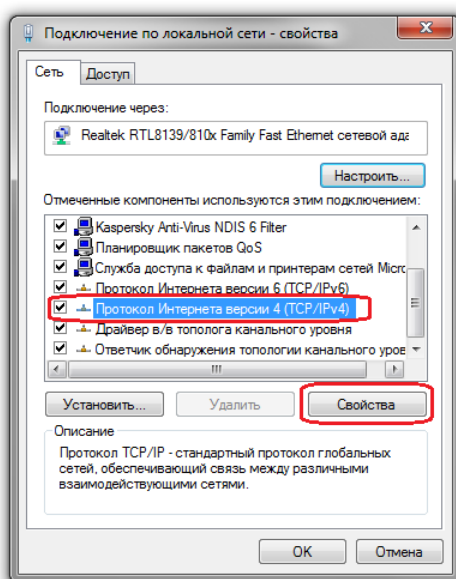 Подключение по локальной сети - свойства
Сеть Доступ
Подключение через:
Realtek RTL8139/810x Family Fast Ethernet сетевой ада
Настроить...
Отмеченные компоненты используются этим подключением:
Kaspersky Anti-Virus NDIS 6 Filter
Планировщик пакетов QoS
Служба доступа к файлам и принтерам сетей Micro
Протокол Интернета версии 6 (TCP/IPv6)
Протокол Интернета версии 4 (TCP/IPv4)
Драйвер в/в тополога канального уровня
Ответчик обнаружения топологии канального уров
Установить... Удалить Свойства
Описание
Протокол TCP/IP - стандартный протокол глобальных
сетей, обеспечивающий связь между различными
взаимодействующими сетями.
OK Отмена